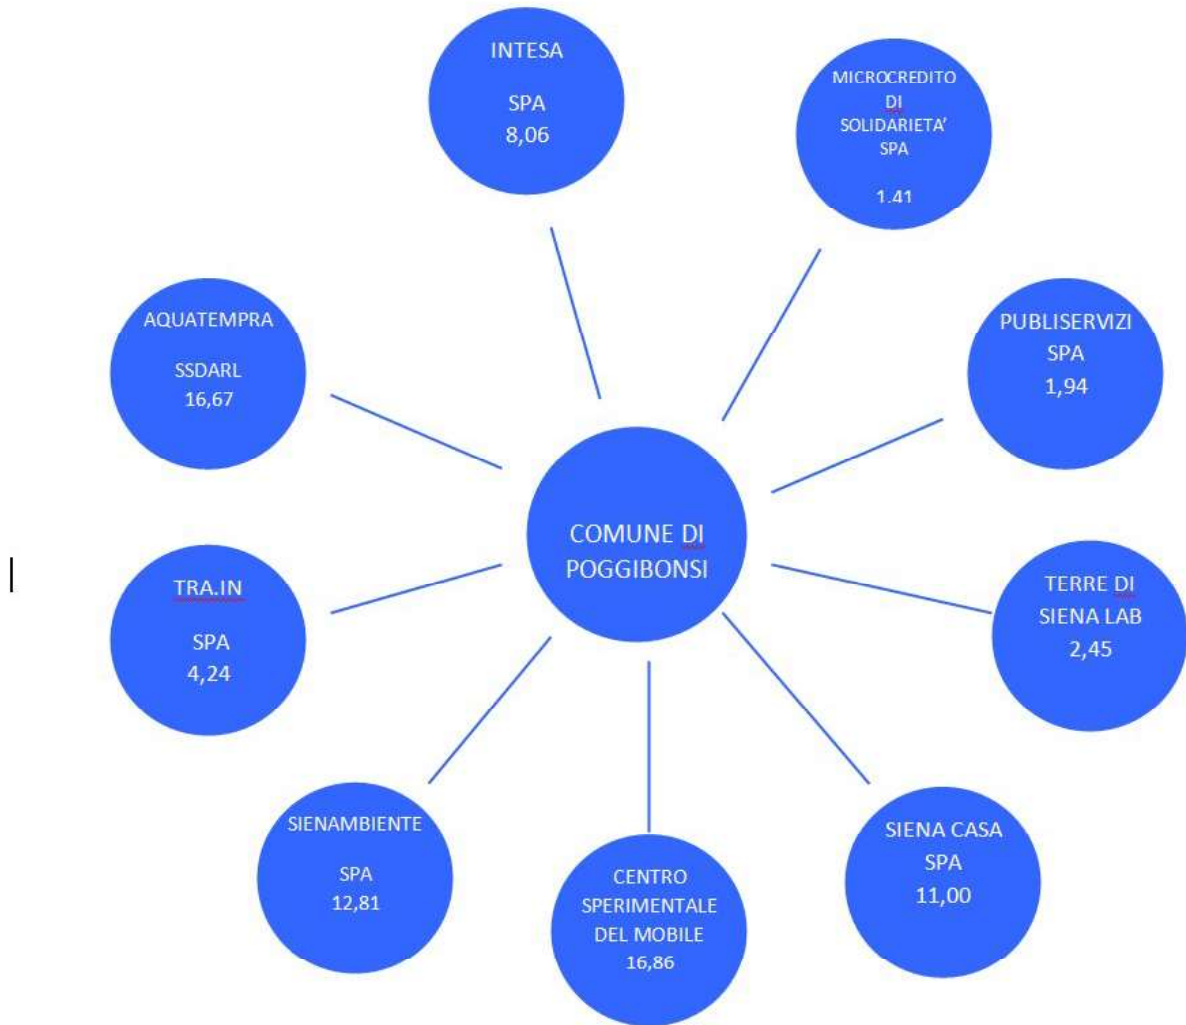 INTESA
SPA
8,06
MICROCREDITO
DI
SOLIDARIETA'
SPA
1.41
AQUATEMPRA
SSDARL
16,67
PUBLISERVIZI
SPA
1,94
COMUNE DI
POGGIBONSI
TRA.IN
SPA
4,24
TERRE DI
SIENA LAB
2,45
SIENAMBIENTE
SPA
12,81
CENTRO
SPERIMENTALE
DEL MOBILE
16,86
SIENA CASA
SPA
11,00